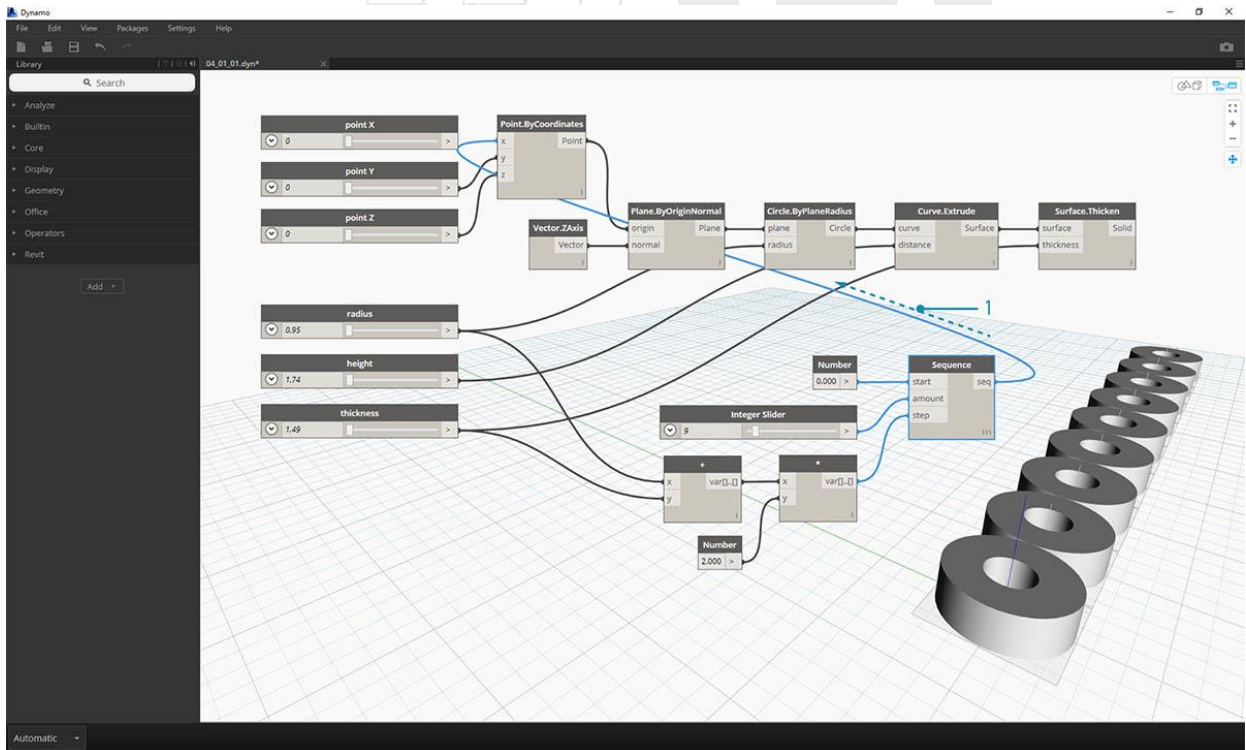 Dynamo
File Edit View Packages Settings Help
Library
04_01_01.dyn*
Search
Analyze
Builtin
Core
Display
Geometry
Office
Operators
Revit
Add
point X
0 >
point Y
0 >
point Z
0 >
Point.ByCoordinates
x Point
y
z
Vector.ZAxis
Vector
Plane.ByOriginNormal
origin Plane
normal
Circle.ByPlaneRadius
plane Circle
radius
Curve.Extrude
curve Surface
distance
Surface.Thicken
surface Solid
thickness
1
radius
0.95 >
height
1.74 >
thickness
1.49 >
Number
0.000 >
Sequence
start seq
amount
step
Integer Slider
9 >
+
x var[]..[]
y
*
x var[]..[]
y
Number
2.000 >
Automatic